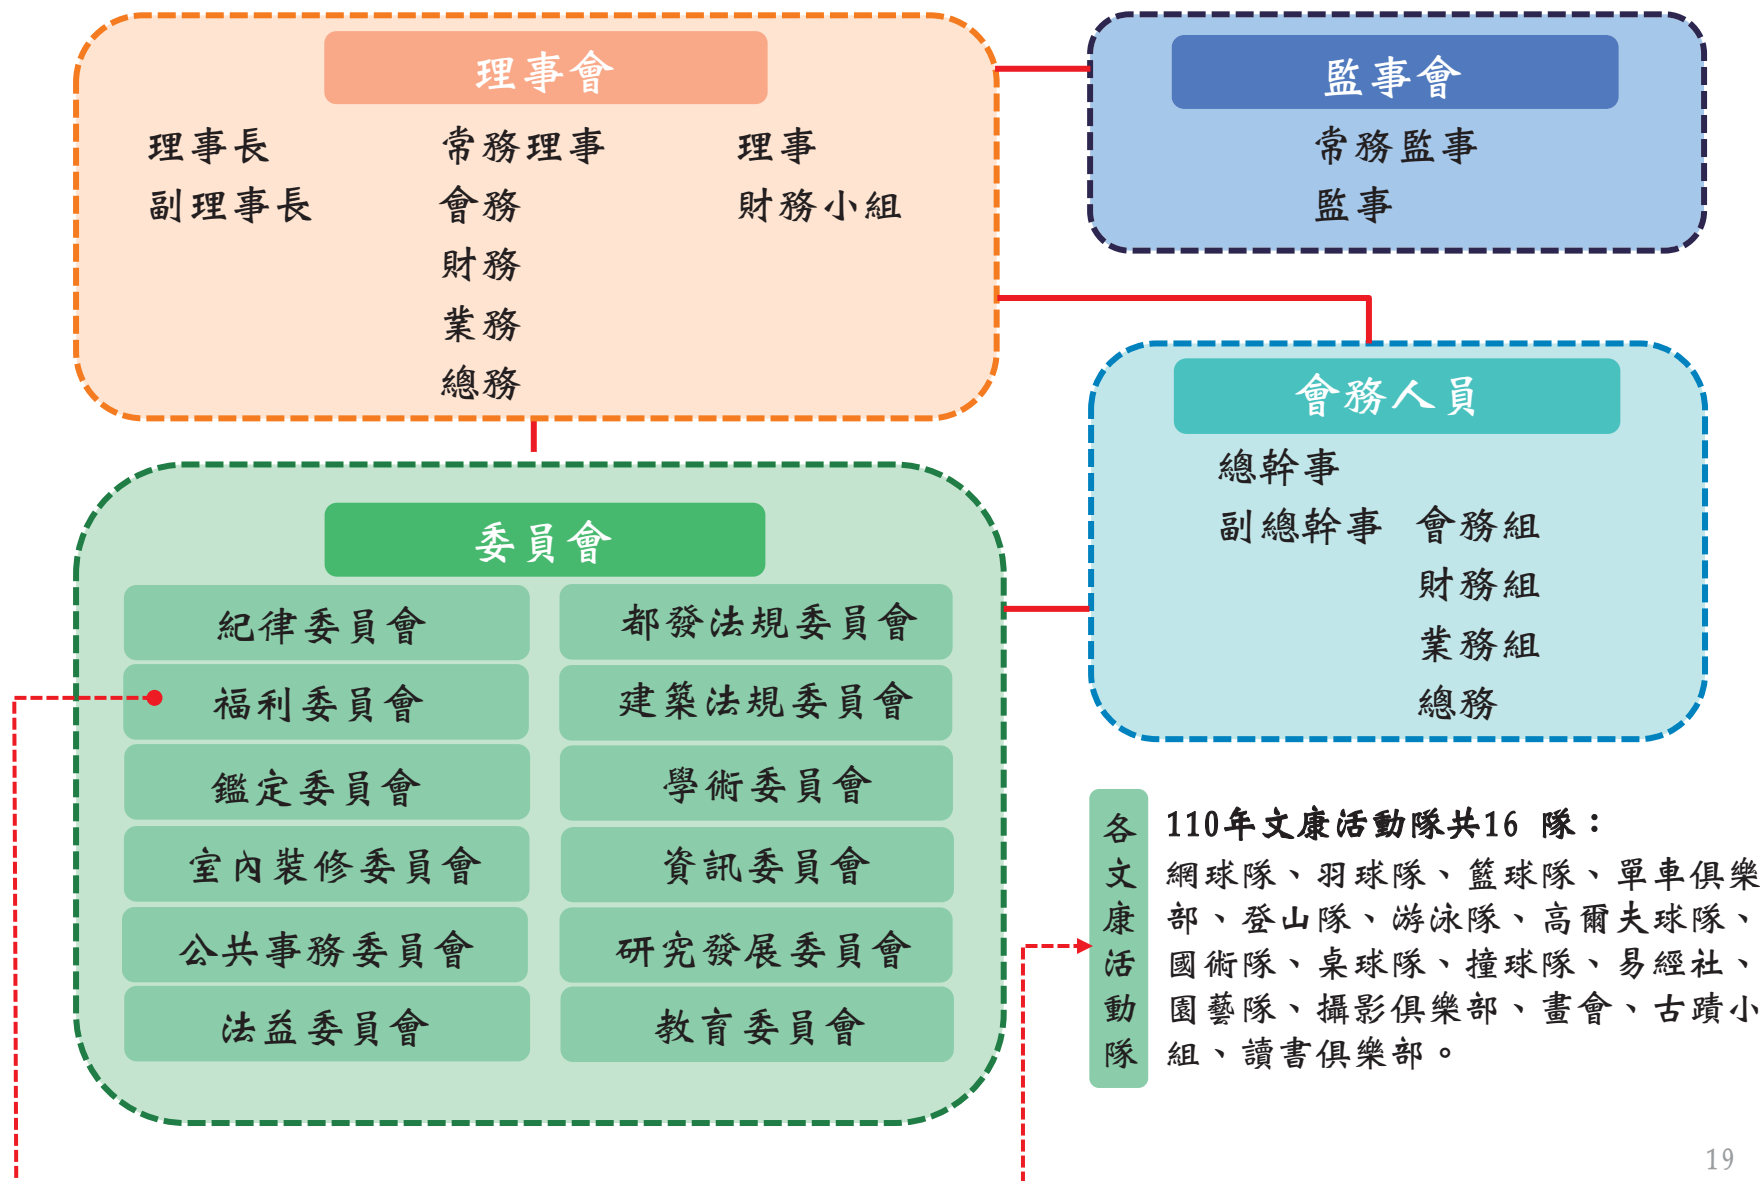 理事會
理事長
副理事長
常務理事
會務
財務
業務
總務
理事
財務小組
監事會
常務監事
監事
會務人員
總幹事
副總幹事
會務組
財務組
業務組
總務
委員會
紀律委員會
福利委員會
鑑定委員會
室內裝修委員會
公共事務委員會
法益委員會
都發法規委員會
建築法規委員會
學術委員會
資訊委員會
研究發展委員會
教育委員會
各文康活動隊
110年文康活動隊共16 隊：
網球隊、羽球隊、籃球隊、單車俱樂
部、登山隊、游泳隊、高爾夫球隊、
國術隊、桌球隊、撞球隊、易經社、
園藝隊、攝影俱樂部、畫會、古蹟小
組、讀書俱樂部。
19